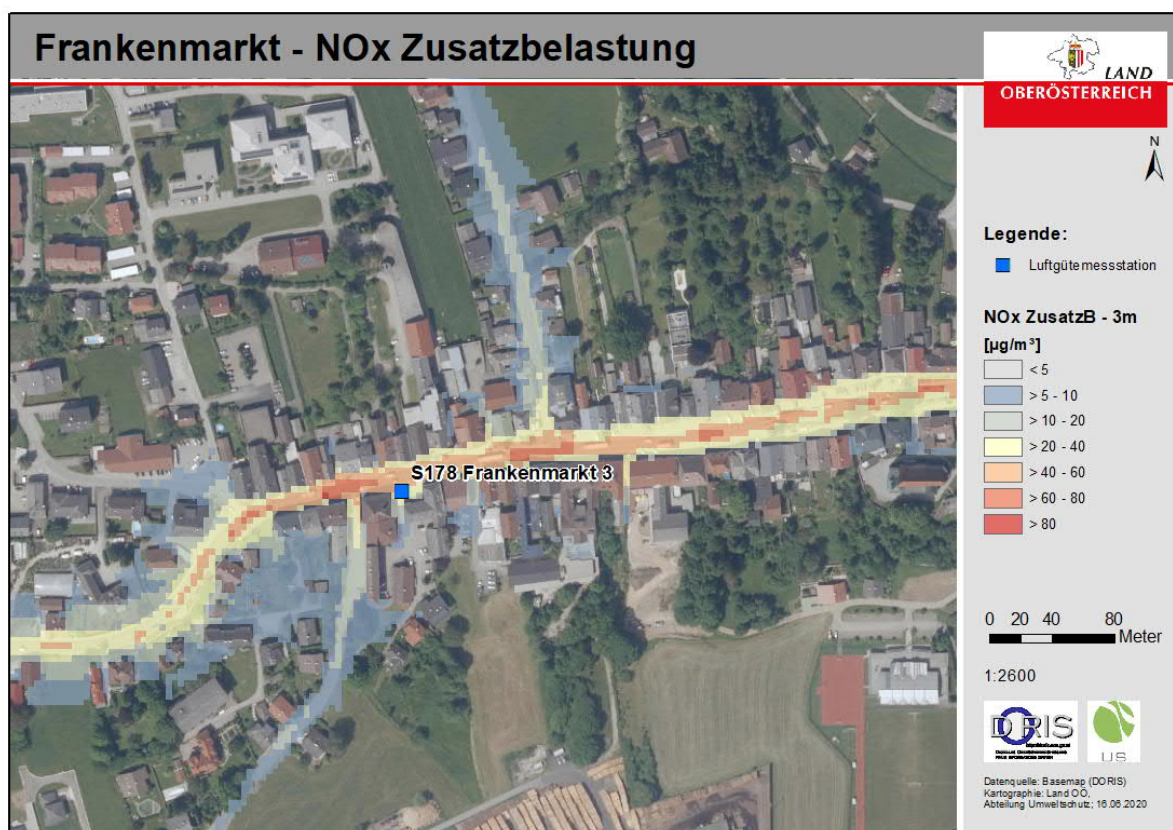 Frankenmarkt - NOx Zusatzbelastung
LAND
OBERÖSTERREICH
N
Legende:
Luftgütemessstation
NOx ZusatzB - 3m
[µg/m³]
< 5
> 5 - 10
> 10 - 20
> 20 - 40
> 40 - 60
> 60 - 80
> 80
S178 Frankenmarkt 3
0 20 40 80
Meter
1:2600
DORIS
US
Datenquelle: Basemap (DORIS)
Kartographie: Land OÖ,
Abteilung Umweltschutz; 16.06.2020